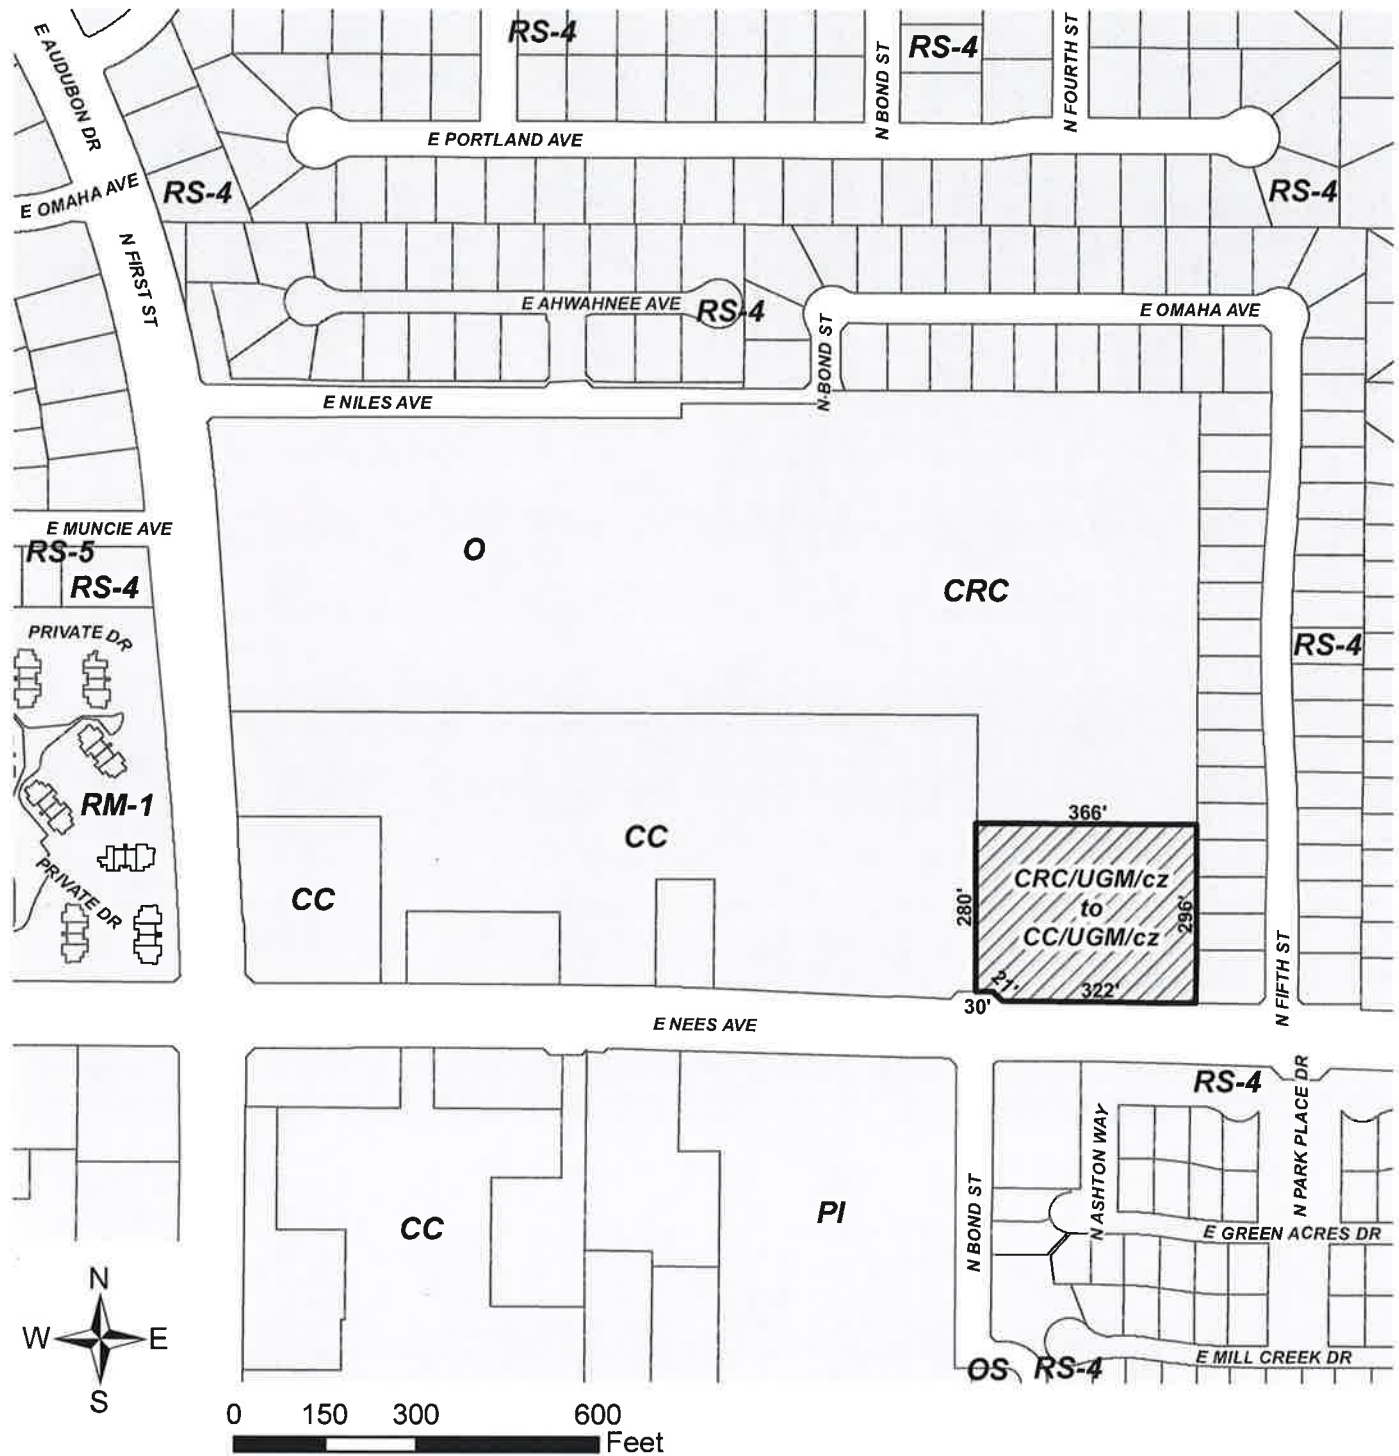 E AUDUBON DR
RS-4
N BOND ST
RS-4
N FOURTH ST
E PORTLAND AVE
E OMAHA AVE
RS-4
RS-4
N FIRST ST
E AHWAHNEE AVE
RS-4
N BOND ST
E OMAHA AVE
E NILES AVE
E MUNCIE AVE
RS-5
RS-4
O
CRC
PRIVATE DR
RS-4
RM-1
PRIVATE DR
CC
CC
366'
280'
CRC/UGM/cz
to
CC/UGM/cz
296'
21'
322'
30'
N FIFTH ST
E NEES AVE
RS-4
N PARK PLACE DR
N ASHTON WAY
N BOND ST
CC
PI
E GREEN ACRES DR
E MILL CREEK DR
OS
RS-4
N
W E
S
0 150 300 600
Feet